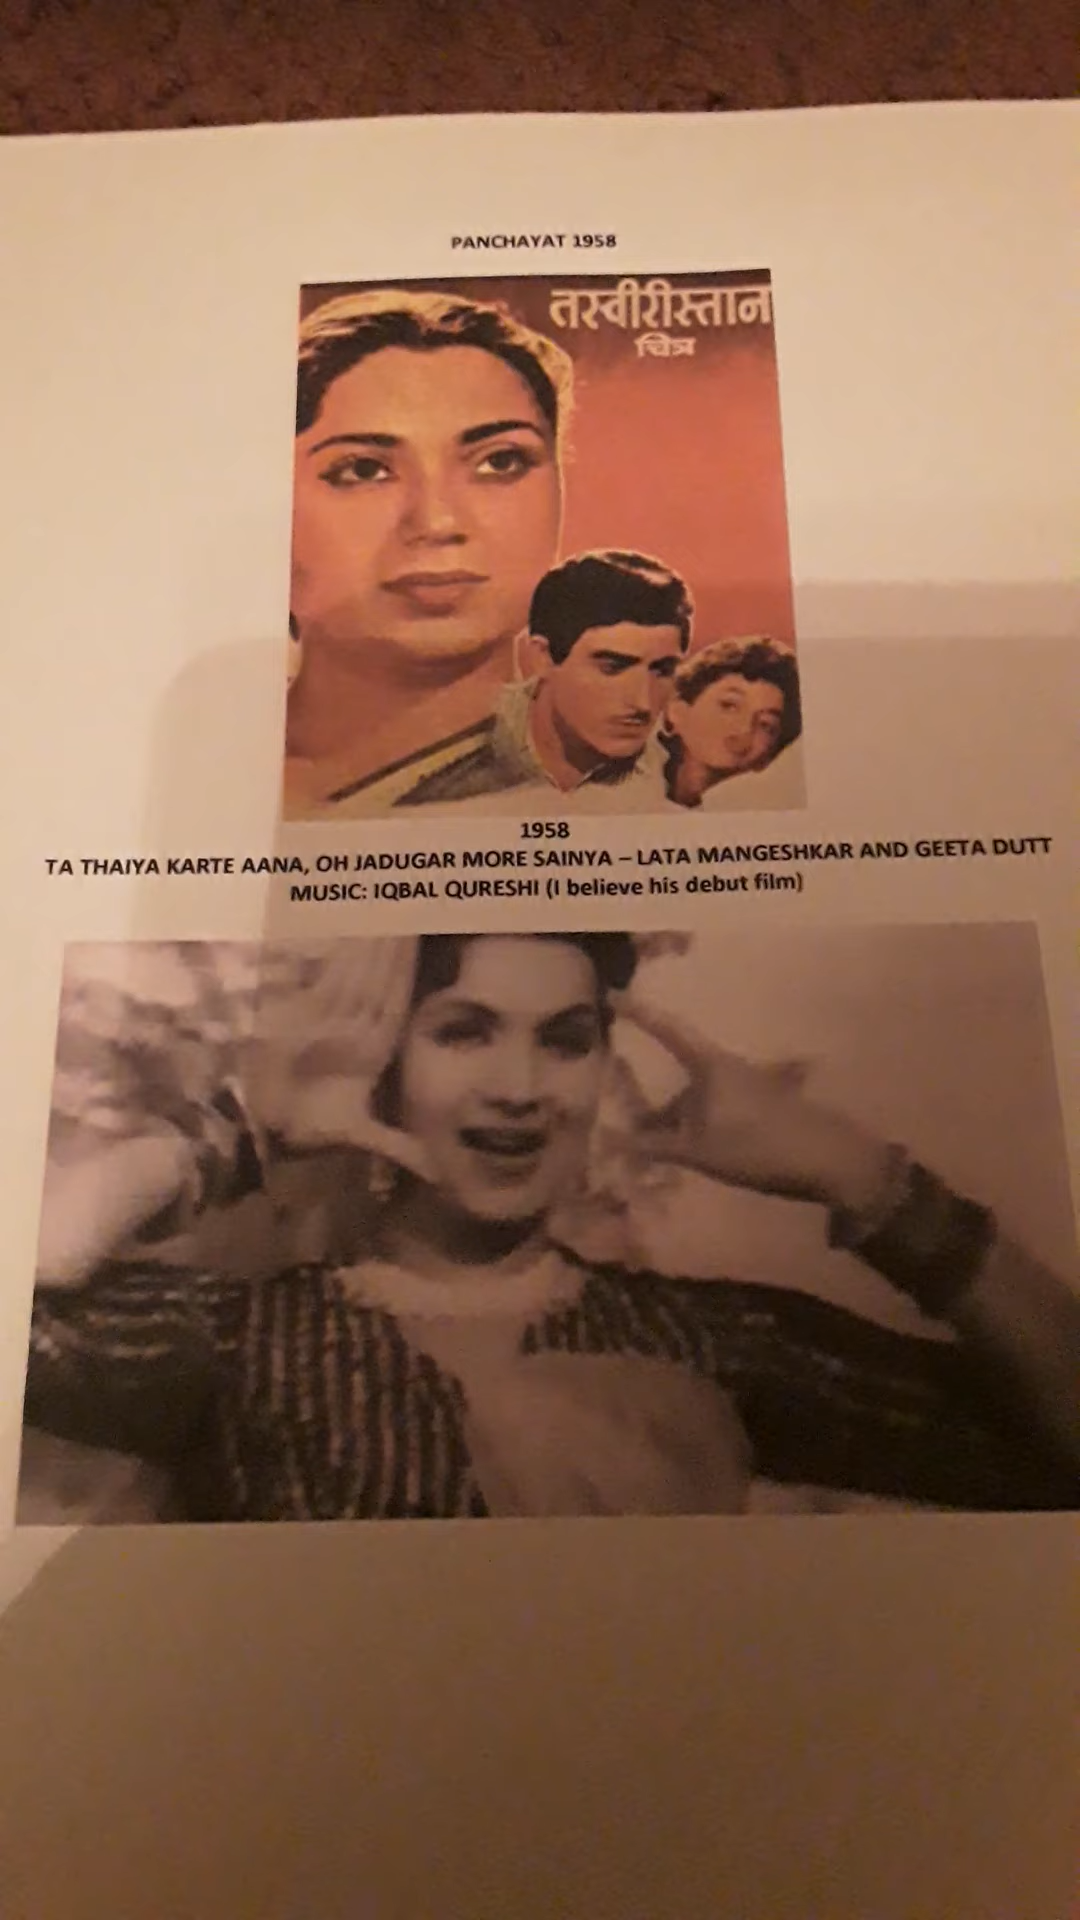 PANCHAYAT 1958
तस्वीरीस्तान
चित्र
1958
TA THAIYA KARTE AANA, OH JADUGAR MORE SAINYA – LATA MANGESHKAR AND GEETA DUTT
MUSIC: IQBAL QURESHI (I believe his debut film)